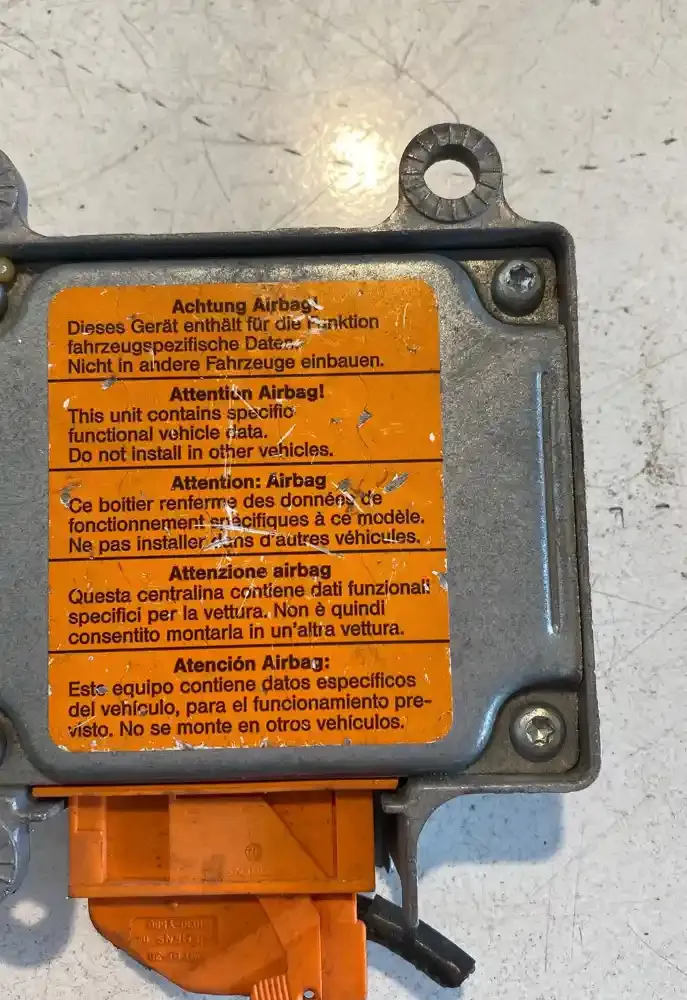 Achtung Airbag!
Dieses Gerät enthält für die Funktion
fahrzeugspezifische Daten.
Nicht in andere Fahrzeuge einbauen.
Attention Airbag!
This unit contains specific
functional vehicle data.
Do not install in other vehicles.
Attention: Airbag
Ce boitier renferme des données de
fonctionnement spécifiques à ce modèle.
Ne pas installer dans d'autres véhicules.
Attenzione airbag
Questa centralina contiene dati funzionali
specifici per la vettura. Non è quindi
consentito montarla in un'altra vettura.
Atención Airbag:
Este equipo contiene datos específicos
del vehículo, para el funcionamiento pre-
visto. No se monte en otros vehículos.